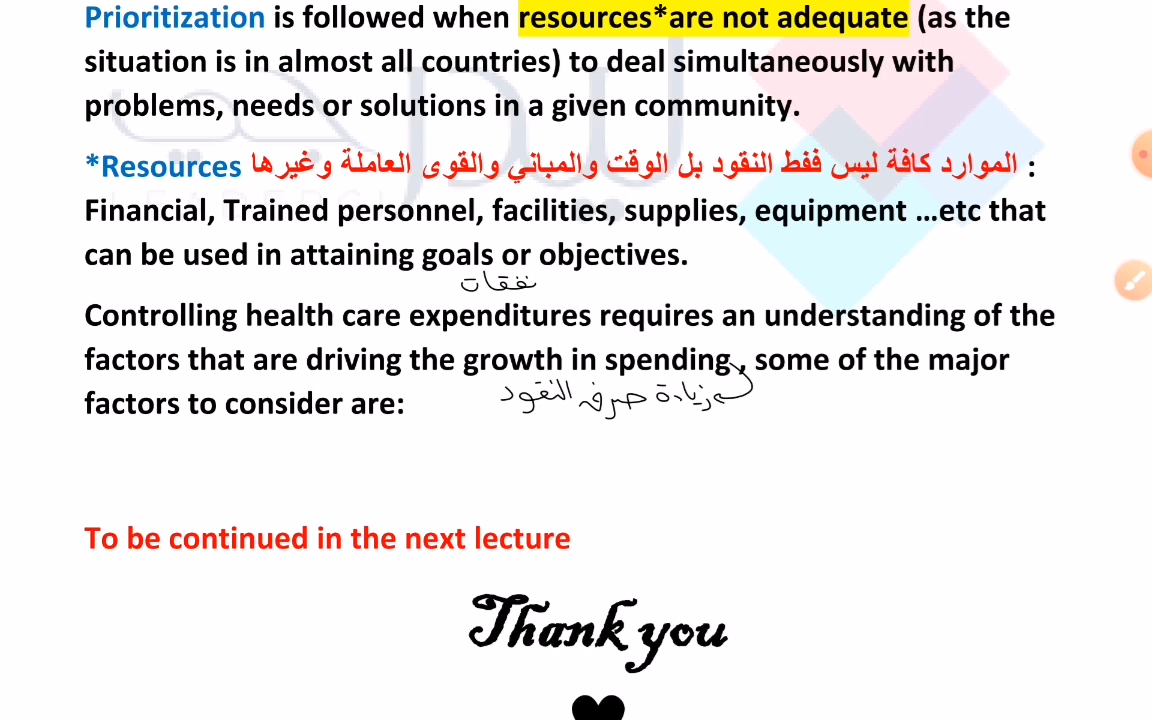 Prioritization is followed when resources*are not adequate (as the
situation is in almost all countries) to deal simultaneously with
problems, needs or solutions in a given community.
*Resources الموارد كافة ليس فقط النقود بل الوقت والمباني والقوى العاملة وغيرها :
Financial, Trained personnel, facilities, supplies, equipment …etc that
can be used in attaining goals or objectives.
نفقات
Controlling health care expenditures requires an understanding of the
factors that are driving the growth in spending , some of the major
زيادة صرف النقود
factors to consider are:
To be continued in the next lecture
Thank you